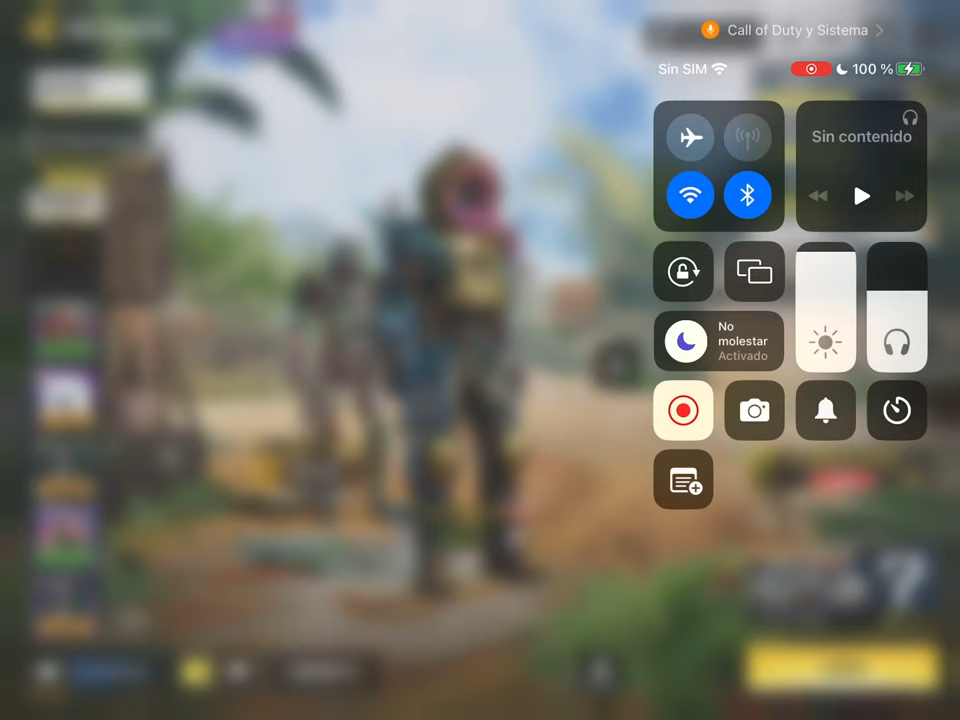 Call of Duty y Sistema
Sin SIM
100 %
Sin contenido
No
molestar
Activado